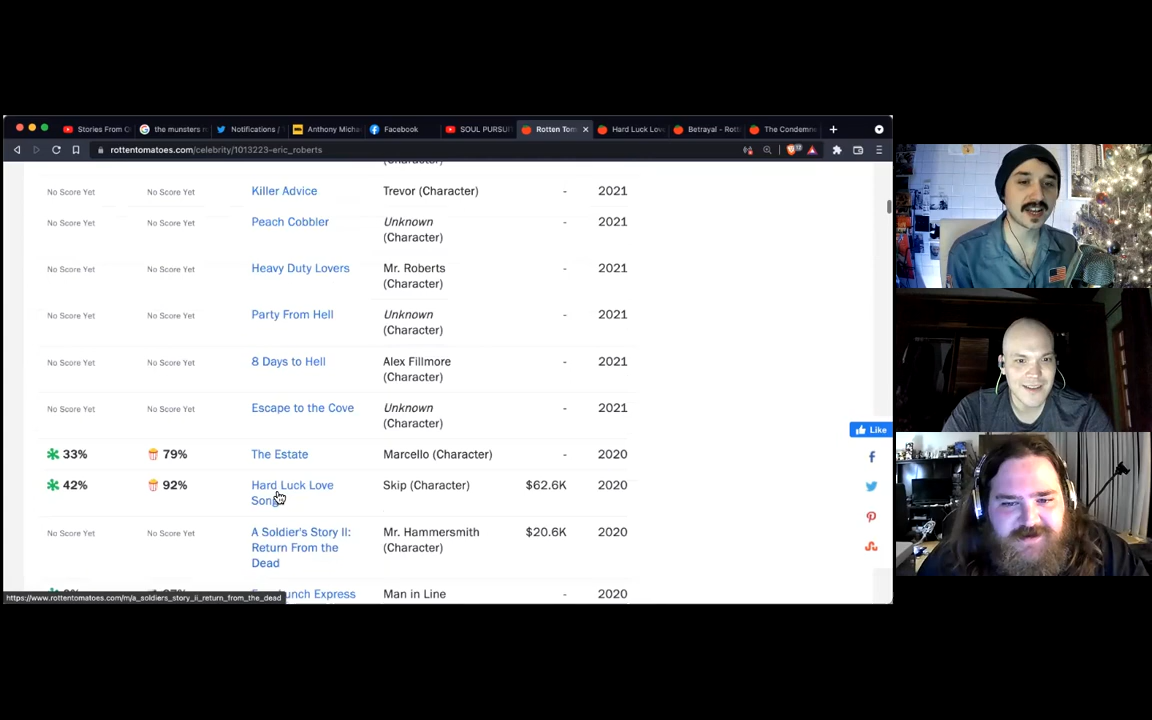 Stories From O
the munsters
Notifications /
Anthony Micha
Facebook
SOUL PURSUI
Rotten Tom
Hard Luck Lov
Betrayal - Rott
The Condemne
rottentomatoes.com/celebrity/1013223-eric_roberts
(Character)
No Score Yet No Score Yet Killer Advice Trevor (Character) - 2021
No Score Yet No Score Yet Peach Cobbler Unknown - 2021
(Character)
No Score Yet No Score Yet Heavy Duty Lovers Mr. Roberts - 2021
(Character)
No Score Yet No Score Yet Party From Hell Unknown - 2021
(Character)
No Score Yet No Score Yet 8 Days to Hell Alex Fillmore - 2021
(Character)
No Score Yet No Score Yet Escape to the Cove Unknown - 2021
(Character)
Like
33% 79% The Estate Marcello (Character) - 2020
42% 92% Hard Luck Love Skip (Character) $62.6K 2020
Song
No Score Yet No Score Yet A Soldier's Story II: Mr. Hammersmith $20.6K 2020
Return From the (Character)
Dead
unch Express Man in Line - 2020
https://www.rottentomatoes.com/m/a_soldiers_story_ii_return_from_the_dead